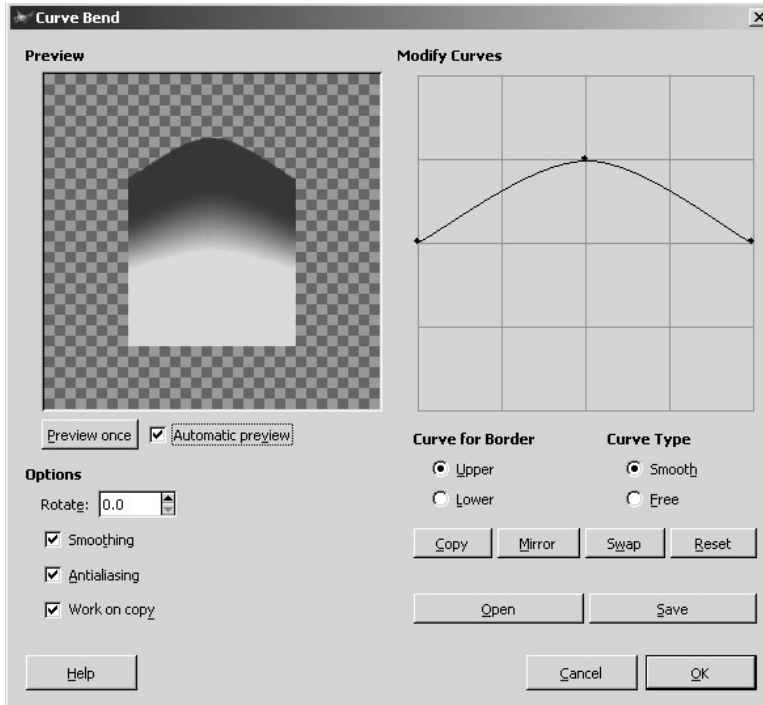 Curve Bend
Preview
Modify Curves
Preview once
Automatic preview
Curve for Border
Curve Type
Upper
Smooth
Lower
Free
Options
Rotate: 0.0
Smoothing
Antialiasing
Work on copy
Copy
Mirror
Swap
Reset
Open
Save
Help
Cancel
OK